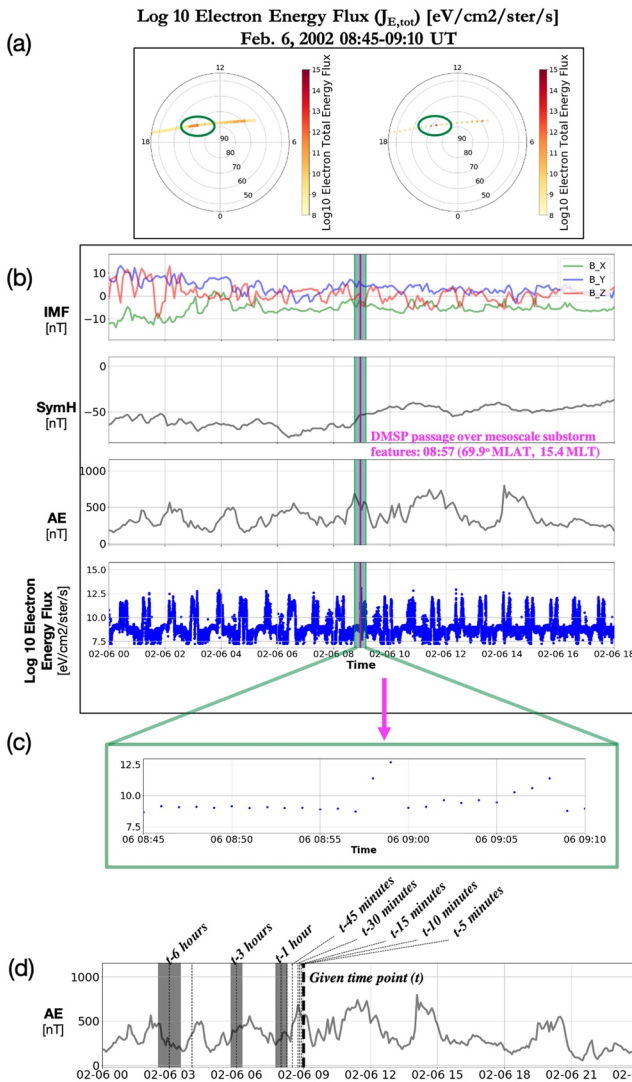 Log 10 Electron Energy Flux (J_E,tot) [eV/cm2/ster/s]
Feb. 6, 2002 08:45-09:10 UT
(a)
12
18
6
0
90
80
70
60
50
15
14
13
12
11
10
9
8
Log10 Electron Total Energy Flux
12
18
6
0
90
80
70
60
50
15
14
13
12
11
10
9
8
Log10 Electron Total Energy Flux
(b)
IMF
[nT]
10
0
−10
B_X
B_Y
B_Z
SymH
[nT]
0
−50
DMSP passage over mesoscale substorm
features: 08:57 (69.9º MLAT, 15.4 MLT)
AE
[nT]
1000
500
0
Log 10 Electron
Energy Flux
[eV/cm2/ster/s]
15.0
12.5
10.0
7.5
02-06 00 02-06 02 02-06 04 02-06 06 02-06 08 02-06 10 02-06 12 02-06 14 02-06 16 02-06 18
Time
(c)
12.5
10.0
7.5
06 08:45 06 08:50 06 08:55 06 09:00 06 09:05 06 09:10
Time
t-6 hours
t-3 hours
t-1 hour
t-45 minutes
t-30 minutes
t-15 minutes
t-10 minutes
t-5 minutes
(d)
Given time point (t)
AE
[nT]
1000
500
0
02-06 00 02-06 03 02-06 06 02-06 09 02-06 12 02-06 15 02-06 18 02-06 21